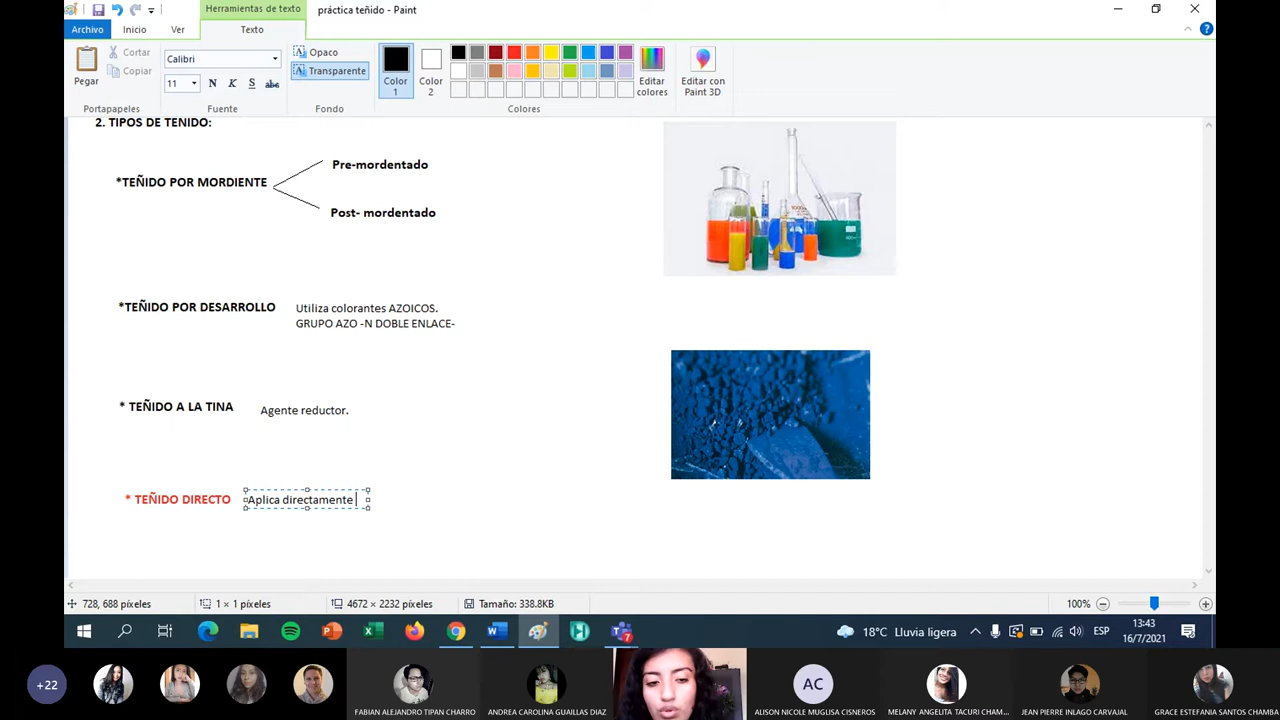 Herramientas de texto
práctica teñido - Paint
Archivo
Inicio
Ver
Texto
Pegar
Cortar
Copiar
Portapapeles
Calibri
11
N K S abc
Fuente
Opaco
Transparente
Fondo
Color 1
Color 2
Editar colores
Colores
Editar con Paint 3D
2. TIPOS DE TENIDO:
*TEÑIDO POR MORDIENTE
Pre-mordentado
Post- mordentado
*TEÑIDO POR DESARROLLO
Utiliza colorantes AZOICOS.
GRUPO AZO -N DOBLE ENLACE-
* TEÑIDO A LA TINA
Agente reductor.
* TEÑIDO DIRECTO
Aplica directamente
728, 688 píxeles
1 × 1 píxeles
4672 × 2232 píxeles
Tamaño: 338.8KB
100%
18°C Lluvia ligera
ESP
13:43
16/7/2021
+22
FABIAN ALEJANDRO TIPAN CHARRO
ANDREA CAROLINA GUAILLAS DIAZ
AC
ALISON NICOLE MUGLISA CISNEROS
MELANY ANGELITA TACURI CHAM...
JEAN PIERRE INLAGO CARVAJAL
GRACE ESTEFANIA SANTOS CHAMBA